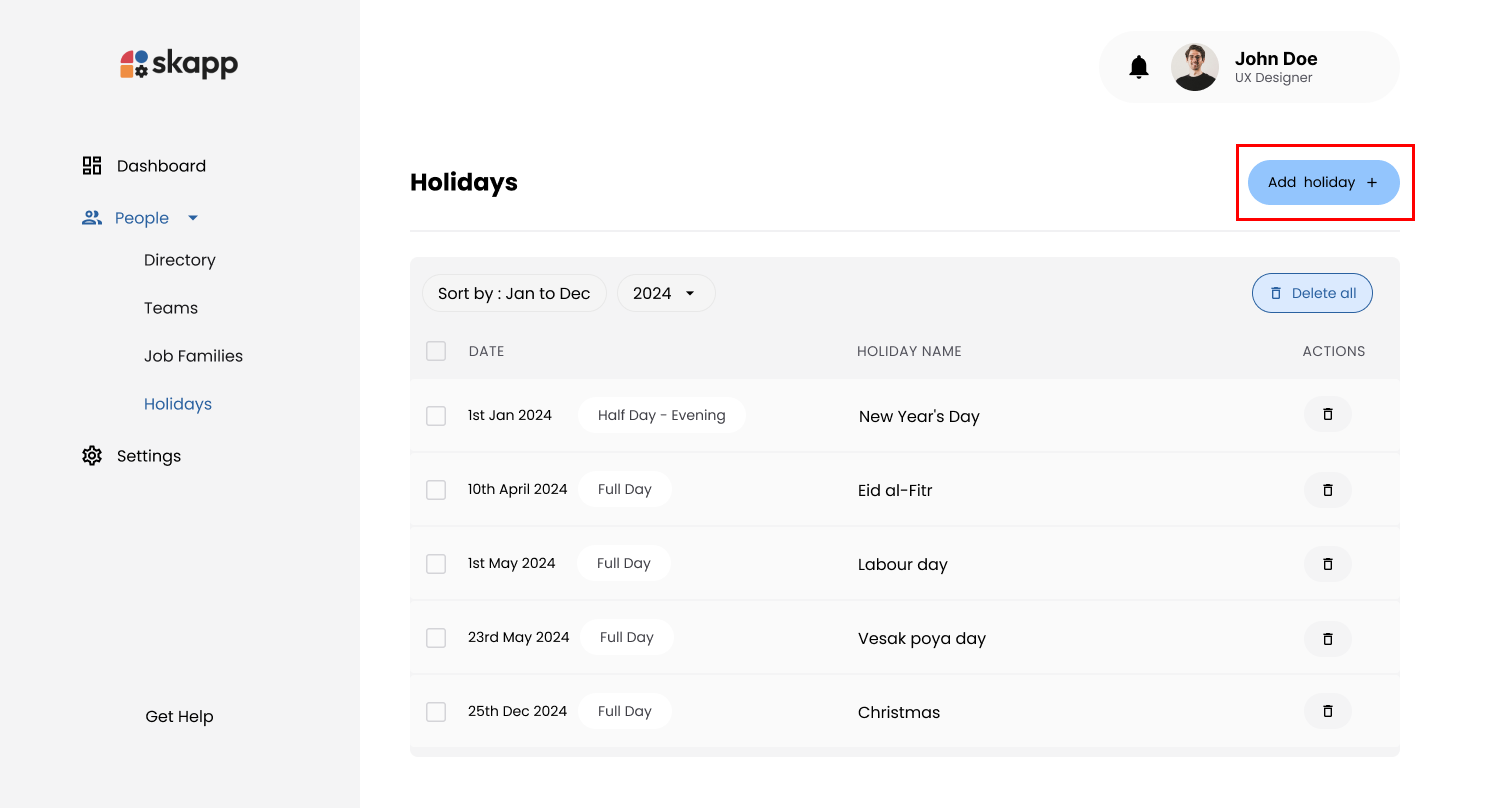 skapp
John Doe
UX Designer
Dashboard
People
Directory
Teams
Job Families
Holidays
Settings
Get Help
Holidays
Add holiday +
Sort by : Jan to Dec
2024
Delete all
DATE HOLIDAY NAME ACTIONS
1st Jan 2024 Half Day - Evening New Year's Day
10th April 2024 Full Day Eid al-Fitr
1st May 2024 Full Day Labour day
23rd May 2024 Full Day Vesak poya day
25th Dec 2024 Full Day Christmas